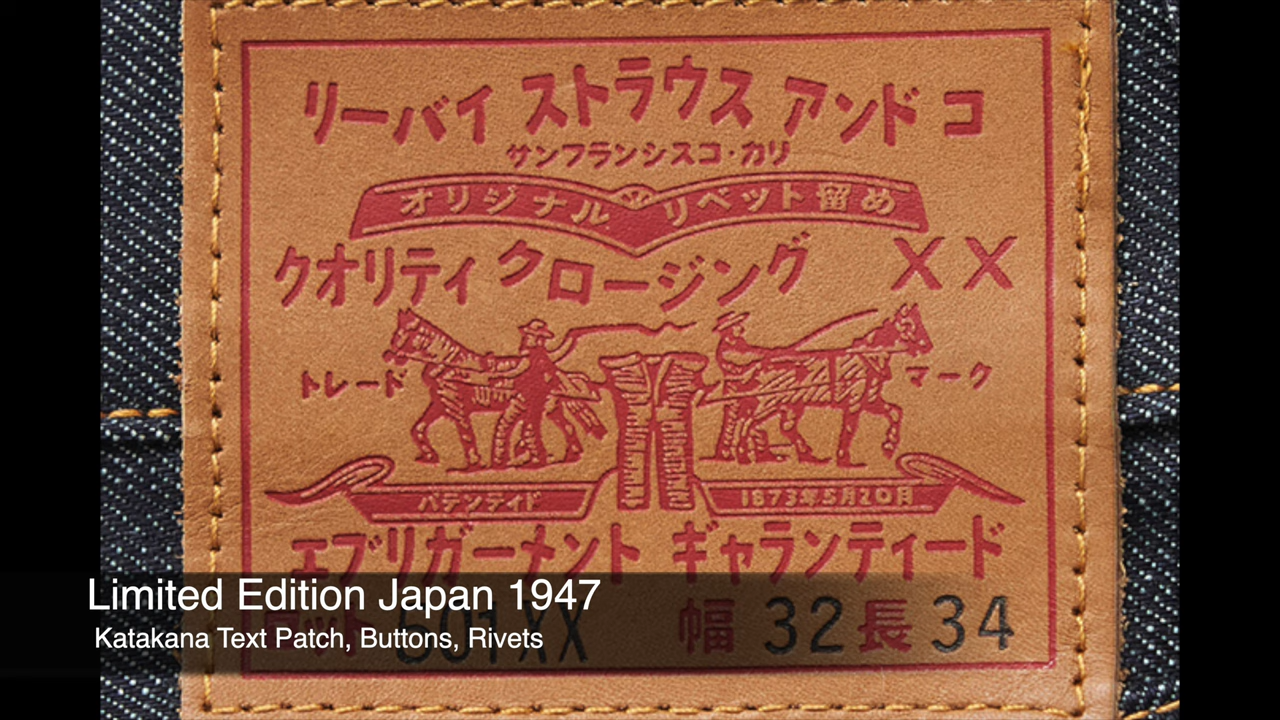 リーバイ ストラウス アンド コ
サンフランシスコ・カリ
オリジナル リベット留め
クオリティ クロージング XX
トレード マーク
パテンテイド 1873年5月20日
エブリガーメント ギャランティード
Limited Edition Japan 1947
ロット 501XX 幅 32 長 34
Katakana Text Patch, Buttons, Rivets